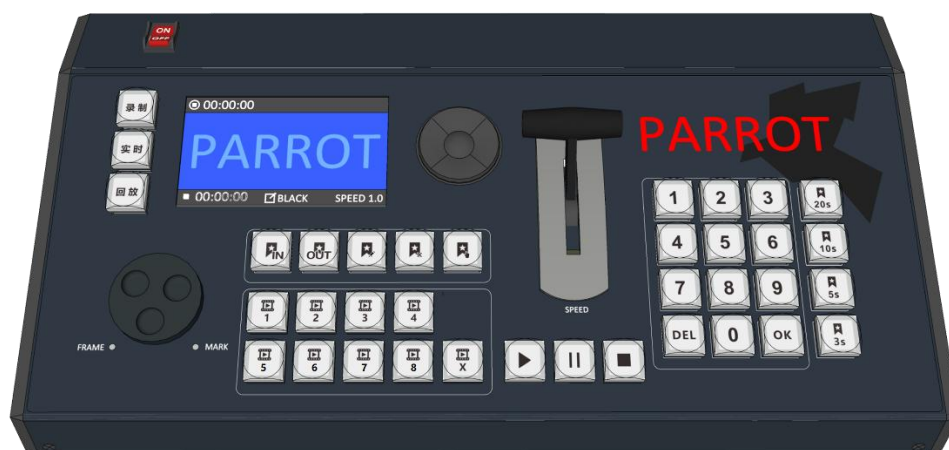 ON
OFF
录制
实时
回放
00:00:00
PARROT
00:00:00 BLACK SPEED 1.0
PARROT
1 2 3 20s
4 5 6 10s
7 8 9 5s
DEL 0 OK 3s
IN OUT
1 2 3 4
5 6 7 8 X
SPEED
FRAME MARK